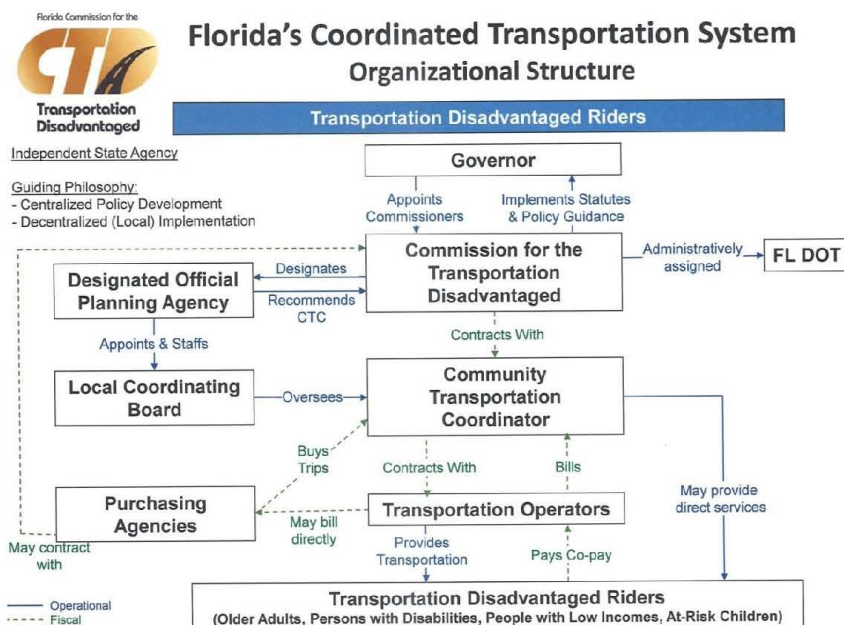 Florida Commission for the
CTD
Transportation
Disadvantaged
Florida's Coordinated Transportation System
Organizational Structure
Transportation Disadvantaged Riders
Independent State Agency
Guiding Philosophy:
- Centralized Policy Development
- Decentralized (Local) Implementation
Governor
Appoints
Commissioners
Implements Statutes
& Policy Guidance
Commission for the
Transportation
Disadvantaged
Administratively
assigned
FL DOT
Designates
Designated Official
Planning Agency
Recommends
CTC
Contracts With
Appoints & Staffs
Local Coordinating
Board
Oversees
Community
Transportation
Coordinator
Buys
Trips
Contracts With
Bills
May provide
direct services
Purchasing
Agencies
May bill
directly
Transportation Operators
May contract
with
Provides
Transportation
Pays Co-pay
Transportation Disadvantaged Riders
(Older Adults, Persons with Disabilities, People with Low Incomes, At-Risk Children)
Operational
Fiscal